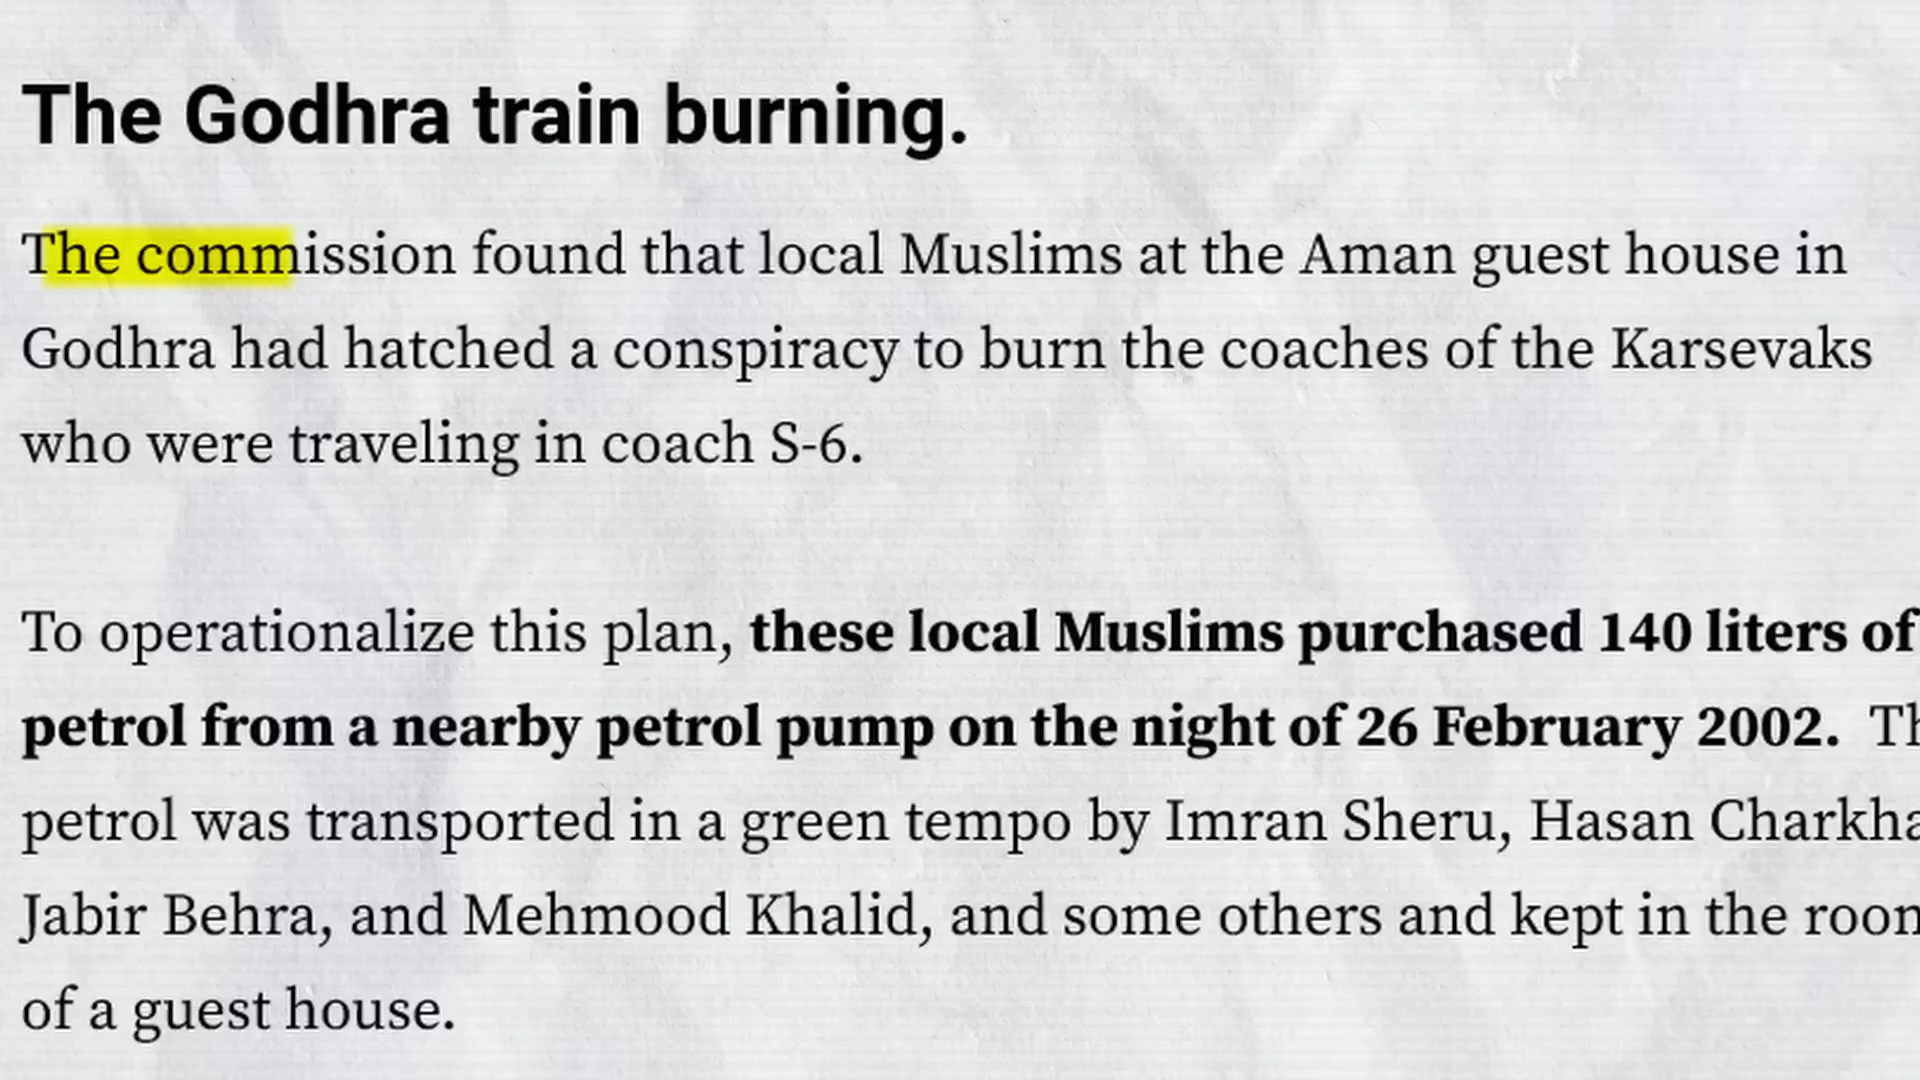 The Godhra train burning.
The commission found that local Muslims at the Aman guest house in
Godhra had hatched a conspiracy to burn the coaches of the Karsevaks
who were traveling in coach S-6.
To operationalize this plan, these local Muslims purchased 140 liters of
petrol from a nearby petrol pump on the night of 26 February 2002.
petrol was transported in a green tempo by Imran Sheru, Hasan
Jabir Behra, and Mehmood Khalid, and some others and kept in the
of a guest house.